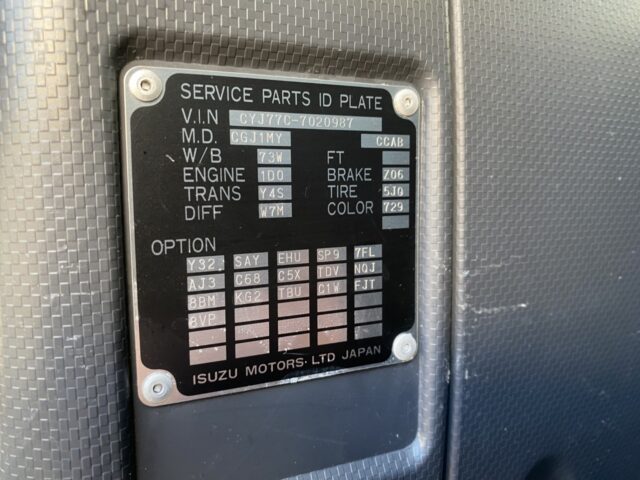 SERVICE PARTS ID PLATE
V.I.N CYJ77C-7020987
M.D. CGJ1MY CCAB
W/B 73W FT
ENGINE 1D0 BRAKE Z06
TRANS Y4S TIRE 5J0
DIFF W7M COLOR 729
OPTION
Y32 SAY EHU SP9 7FL
AJ3 C68 C5X TDV NQJ
8BM KG2 TBU C1W FJT
8VP
ISUZU MOTORS. LTD JAPAN